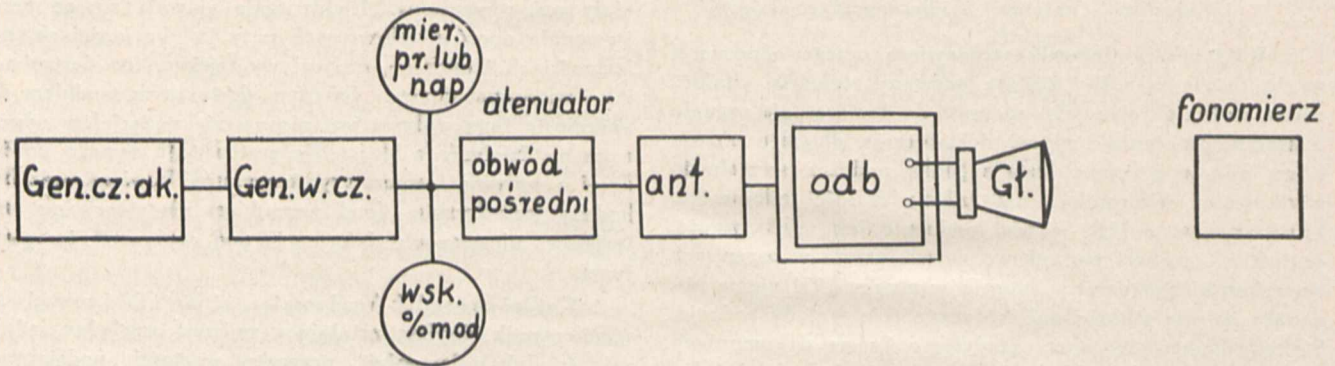 mier.
pr. lub
nap
atenuator
fonomierz
Gen.cz.ak.
Gen.w.cz.
obwód
pośredni
ant.
odb
Gł.
wsk.
%mod